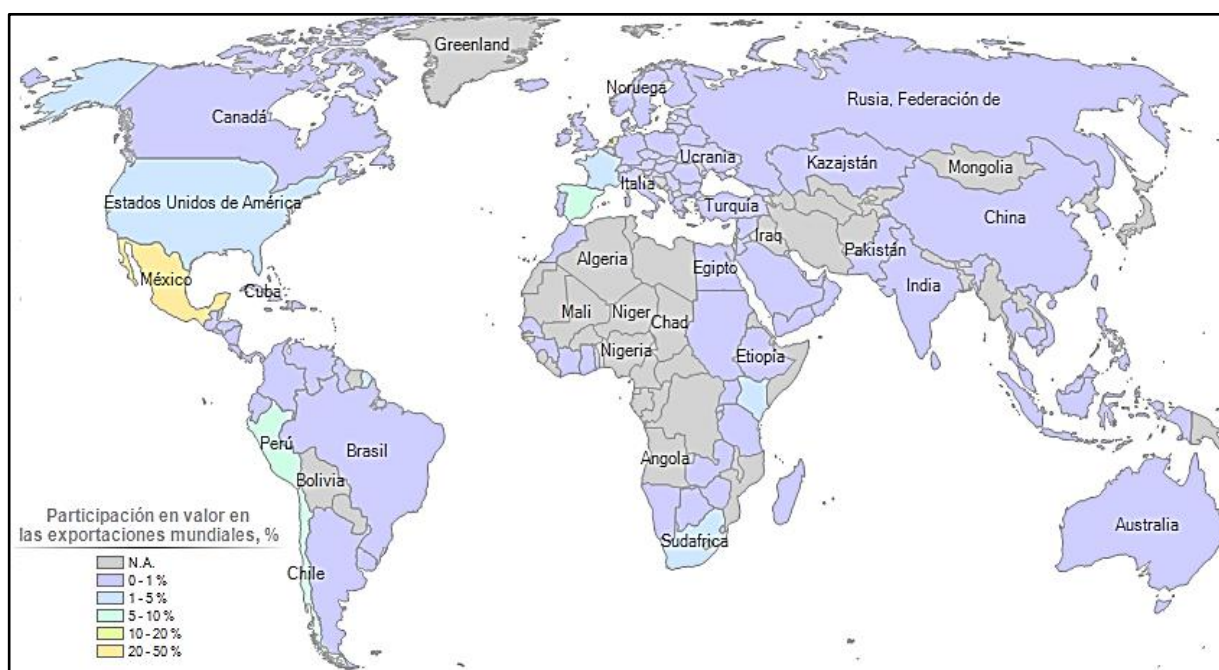 Greenland
Noruega
Rusia, Federación de
Canadá
Ucrania
Kazajstán
Mongolia
Italia
Estados Unidos de América
Turquía
China
Iraq
Pakistán
Algeria
Egipto
México
Cuba
India
Mali
Niger
Chad
Nigeria
Etiopía
Perú
Brasil
Angola
Bolivia
Participación en valor en
las exportaciones mundiales, %
Australia
Sudafrica
N.A.
0 - 1 %
Chile
1 - 5 %
5 - 10 %
10 - 20 %
20 - 50 %